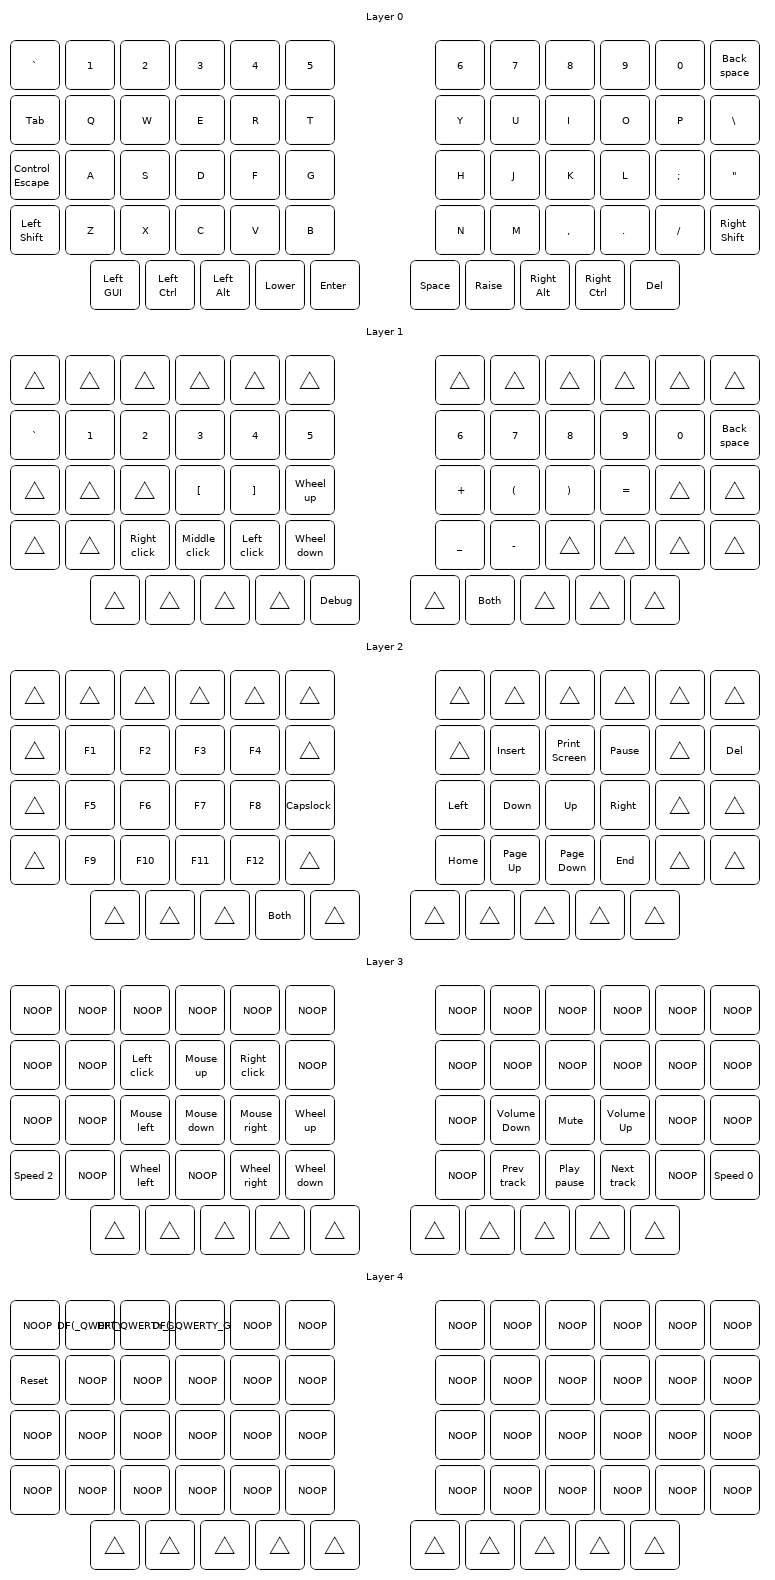 Layer 0
` 1 2 3 4 5 6 7 8 9 0 Back space
Tab Q W E R T Y U I O P \
Control Escape A S D F G H J K L ; "
Left Shift Z X C V B N M , . / Right Shift
Left GUI Left Ctrl Left Alt Lower Enter Space Raise Right Alt Right Ctrl Del
Layer 1
` 1 2 3 4 5 6 7 8 9 0 Back space
[ ] Wheel up + ( ) =
Right click Middle click Left click Wheel down _ -
Debug Both
Layer 2
F1 F2 F3 F4 Insert Print Screen Pause Del
F5 F6 F7 F8 Capslock Left Down Up Right
F9 F10 F11 F12 Home Page Up Page Down End
Both
Layer 3
NOOP NOOP NOOP NOOP NOOP NOOP NOOP NOOP NOOP NOOP NOOP NOOP
NOOP NOOP Left click Mouse up Right click NOOP NOOP NOOP NOOP NOOP NOOP NOOP
NOOP NOOP Mouse left Mouse down Mouse right Wheel up NOOP Volume Down Mute Volume Up NOOP NOOP
Speed 2 NOOP Wheel left NOOP Wheel right Wheel down NOOP Prev track Play pause Next track NOOP Speed 0
Layer 4
NOOP NOOP NOOP NOOP NOOP NOOP NOOP NOOP NOOP
Reset NOOP NOOP NOOP NOOP NOOP NOOP NOOP NOOP NOOP NOOP NOOP
NOOP NOOP NOOP NOOP NOOP NOOP NOOP NOOP NOOP NOOP NOOP NOOP
NOOP NOOP NOOP NOOP NOOP NOOP NOOP NOOP NOOP NOOP NOOP NOOP